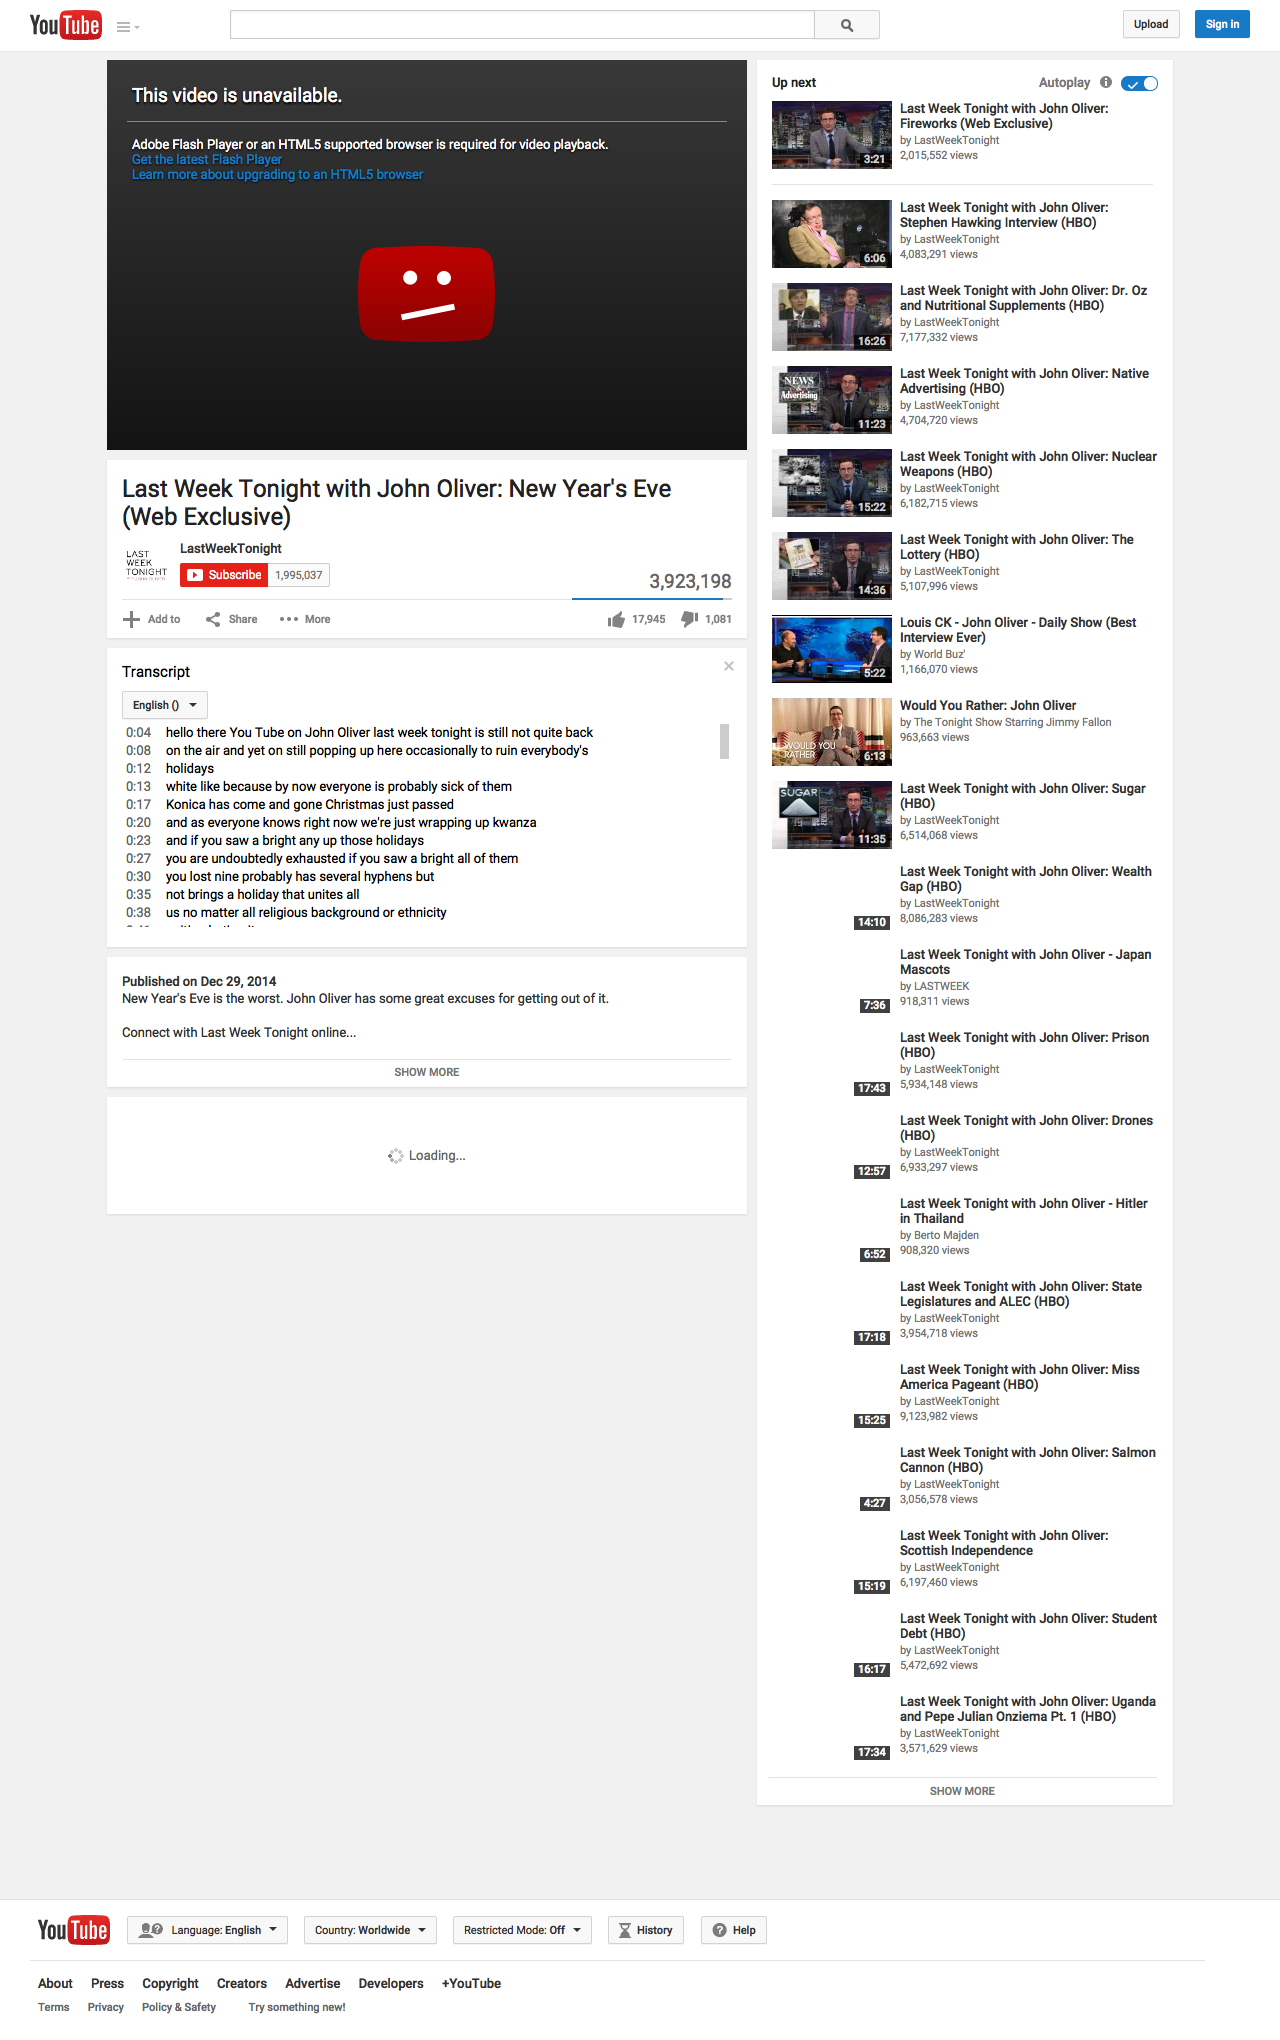 YouTube
Upload
Sign in
This video is unavailable.
Adobe Flash Player or an HTML5 supported browser is required for video playback.
Get the latest Flash Player
Learn more about upgrading to an HTML5 browser
Last Week Tonight with John Oliver: New Year's Eve
(Web Exclusive)
LAST
WEEK
TONIGHT
LastWeekTonight
Subscribe 1,995,037
3,923,198
Add to Share More 17,945 1,081
Transcript
English ()
0:04 hello there You Tube on John Oliver last week tonight is still not quite back
0:08 on the air and yet on still popping up here occasionally to ruin everybody's
0:12 holidays
0:13 white like because by now everyone is probably sick of them
0:17 Konica has come and gone Christmas just passed
0:20 and as everyone knows right now we're just wrapping up kwanza
0:23 and if you saw a bright any up those holidays
0:27 you are undoubtedly exhausted if you saw a bright all of them
0:30 you lost nine probably has several hyphens but
0:35 not brings a holiday that unites all
0:38 us no matter all religious background or ethnicity
Published on Dec 29, 2014
New Year's Eve is the worst. John Oliver has some great excuses for getting out of it.
Connect with Last Week Tonight online...
SHOW MORE
Loading...
Up next
Autoplay
3:21
Last Week Tonight with John Oliver:
Fireworks (Web Exclusive)
by LastWeekTonight
2,015,552 views
6:06
Last Week Tonight with John Oliver:
Stephen Hawking Interview (HBO)
by LastWeekTonight
4,083,291 views
16:26
Last Week Tonight with John Oliver: Dr. Oz
and Nutritional Supplements (HBO)
by LastWeekTonight
7,177,332 views
NEWS
Advertising
11:23
Last Week Tonight with John Oliver: Native
Advertising (HBO)
by LastWeekTonight
4,704,720 views
15:22
Last Week Tonight with John Oliver: Nuclear
Weapons (HBO)
by LastWeekTonight
6,182,715 views
14:36
Last Week Tonight with John Oliver: The
Lottery (HBO)
by LastWeekTonight
5,107,996 views
5:22
Louis CK - John Oliver - Daily Show (Best
Interview Ever)
by World Buz'
1,166,070 views
WOULD YOU
RATHER
6:13
Would You Rather: John Oliver
by The Tonight Show Starring Jimmy Fallon
963,663 views
SUGAR
11:35
Last Week Tonight with John Oliver: Sugar
(HBO)
by LastWeekTonight
6,514,068 views
14:10
Last Week Tonight with John Oliver: Wealth
Gap (HBO)
by LastWeekTonight
8,086,283 views
7:36
Last Week Tonight with John Oliver - Japan
Mascots
by LASTWEEK
918,311 views
17:43
Last Week Tonight with John Oliver: Prison
(HBO)
by LastWeekTonight
5,934,148 views
12:57
Last Week Tonight with John Oliver: Drones
(HBO)
by LastWeekTonight
6,933,297 views
6:52
Last Week Tonight with John Oliver - Hitler
in Thailand
by Berto Majden
908,320 views
17:18
Last Week Tonight with John Oliver: State
Legislatures and ALEC (HBO)
by LastWeekTonight
3,954,718 views
15:25
Last Week Tonight with John Oliver: Miss
America Pageant (HBO)
by LastWeekTonight
9,123,982 views
4:27
Last Week Tonight with John Oliver: Salmon
Cannon (HBO)
by LastWeekTonight
3,056,578 views
15:19
Last Week Tonight with John Oliver:
Scottish Independence
by LastWeekTonight
6,197,460 views
16:17
Last Week Tonight with John Oliver: Student
Debt (HBO)
by LastWeekTonight
5,472,692 views
17:34
Last Week Tonight with John Oliver: Uganda
and Pepe Julian Onziema Pt. 1 (HBO)
by LastWeekTonight
3,571,629 views
SHOW MORE
YouTube Language: English Country: Worldwide Restricted Mode: Off History Help
About Press Copyright Creators Advertise Developers +YouTube
Terms Privacy Policy & Safety Try something new!